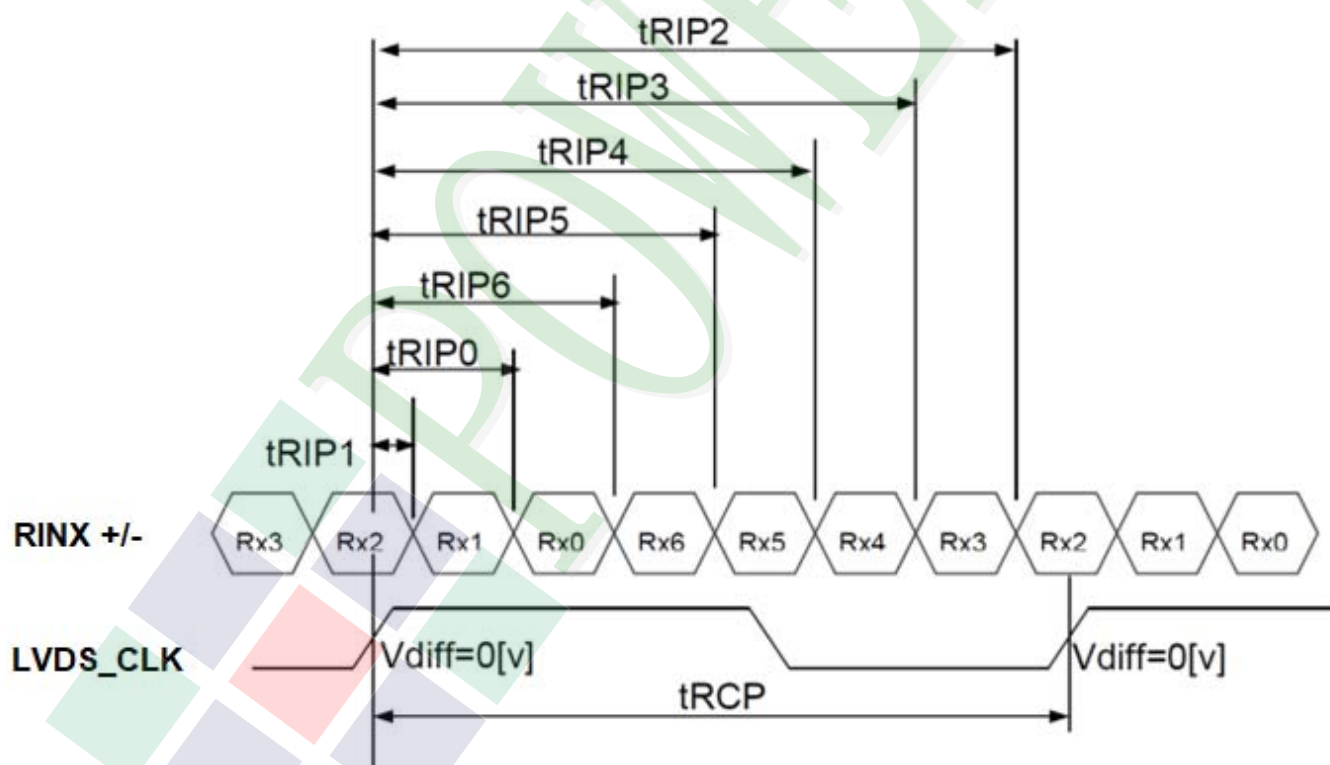 tRIP2
tRIP3
tRIP4
tRIP5
tRIP6
tRIP0
tRIP1
RINX +/- Rx3 Rx2 Rx1 Rx0 Rx6 Rx5 Rx4 Rx3 Rx2 Rx1 Rx0
LVDS_CLK Vdiff=0[v] Vdiff=0[v]
tRCP
IPOWE